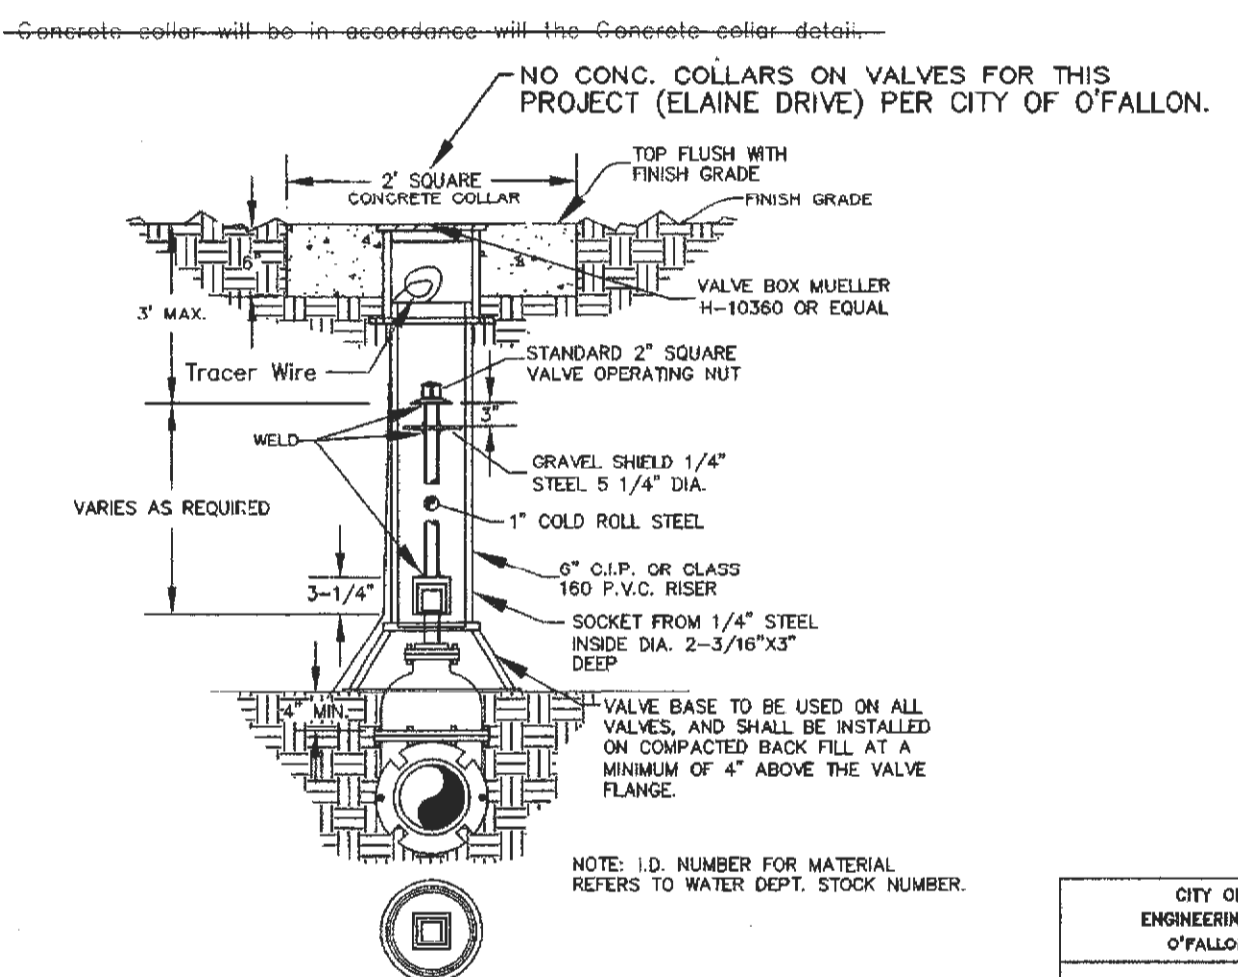 Concrete collar will be in accordance will the Concrete collar detail.
NO CONC. COLLARS ON VALVES FOR THIS
PROJECT (ELAINE DRIVE) PER CITY OF O'FALLON.
TOP FLUSH WITH
FINISH GRADE
2' SQUARE
CONCRETE COLLAR
FINISH GRADE
6"
VALVE BOX MUELLER
H-10360 OR EQUAL
3' MAX.
STANDARD 2" SQUARE
VALVE OPERATING NUT
Tracer Wire
3"
WELD
GRAVEL SHIELD 1/4"
STEEL 5 1/4" DIA.
VARIES AS REQUIRED
1" COLD ROLL STEEL
6" C.I.P. OR CLASS
160 P.V.C. RISER
3-1/4"
SOCKET FROM 1/4" STEEL
INSIDE DIA. 2-3/16"X3"
DEEP
4" MIN.
VALVE BASE TO BE USED ON ALL
VALVES, AND SHALL BE INSTALLED
ON COMPACTED BACK FILL AT A
MINIMUM OF 4" ABOVE THE VALVE
FLANGE.
NOTE: I.D. NUMBER FOR MATERIAL
REFERS TO WATER DEPT. STOCK NUMBER.
CITY O
ENGINEERIN
O'FALLO